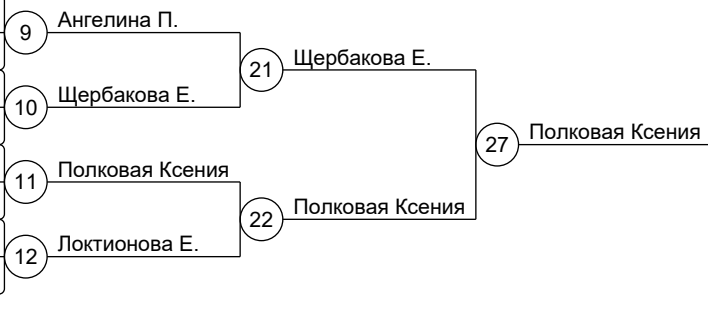 9
Ангелина П.
21
Щербакова Е.
10
Щербакова Е.
27
Полковая Ксения
11
Полковая Ксения
22
Полковая Ксения
12
Локтионова Е.